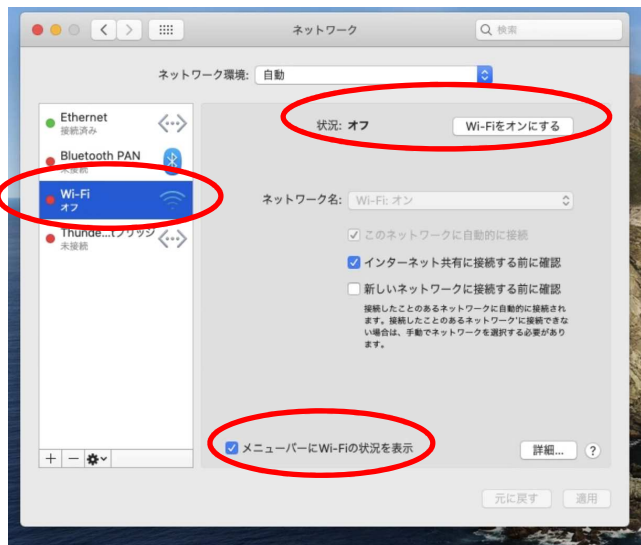 ネットワーク
検索
ネットワーク環境: 自動
Ethernet
接続済み
Bluetooth PAN
未接続
Wi-Fi
オフ
Thunde...tブリッジ
未接続
状況: オフ
Wi-Fiをオンにする
ネットワーク名: Wi-Fi: オン
このネットワークに自動的に接続
インターネット共有に接続する前に確認
新しいネットワークに接続する前に確認
接続したことのあるネットワークに自動的に接続され
ます。接続したことのあるネットワークに接続できな
い場合は、手動でネットワークを選択する必要があり
ます。
メニューバーにWi-Fiの状況を表示
詳細... ?
元に戻す 適用